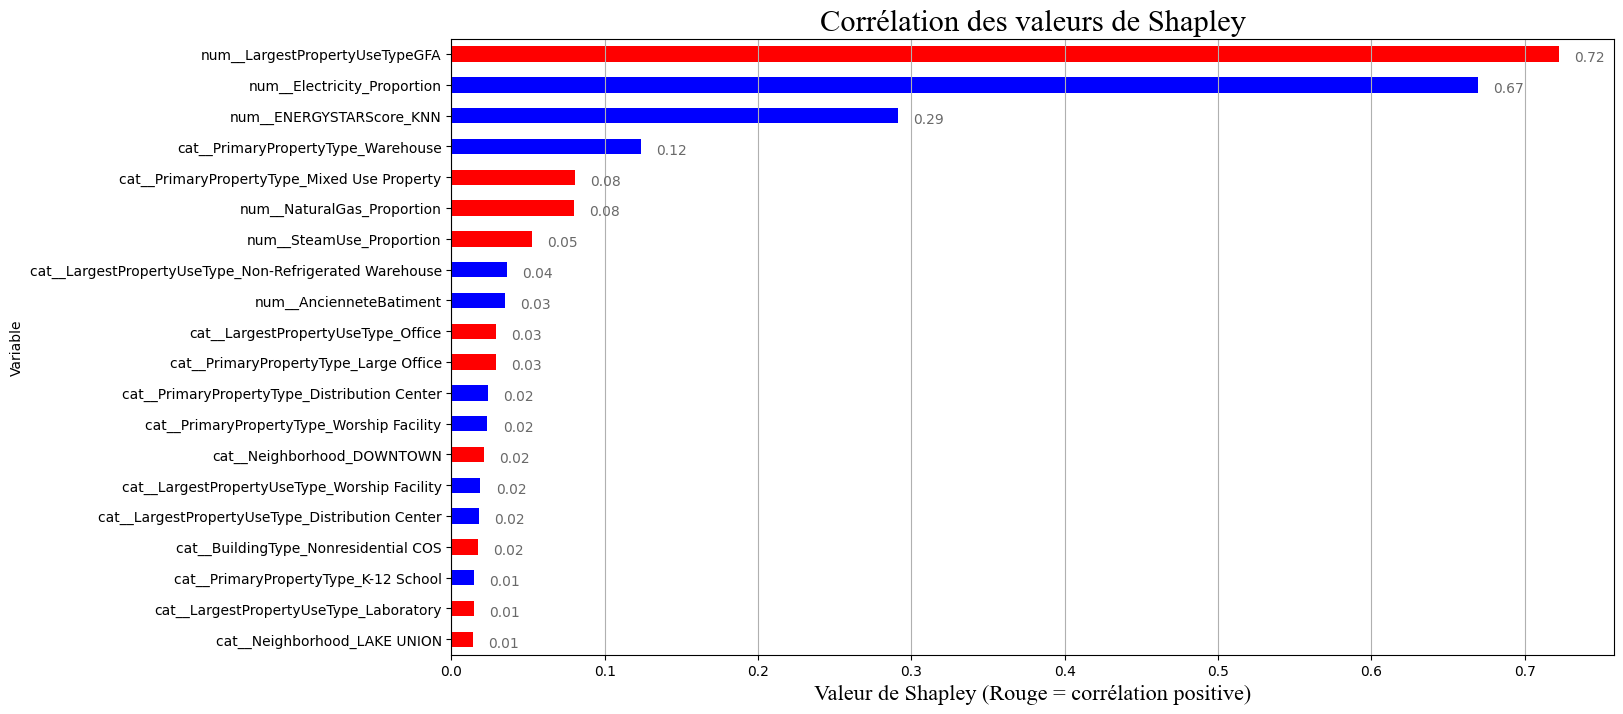 Corrélation des valeurs de Shapley
num__LargestPropertyUseTypeGFA 0.72
num__Electricity_Proportion 0.67
num__ENERGYSTARScore_KNN 0.29
cat__PrimaryPropertyType_Warehouse 0.12
cat__PrimaryPropertyType_Mixed Use Property 0.08
num__NaturalGas_Proportion 0.08
num__SteamUse_Proportion 0.05
cat__LargestPropertyUseType_Non-Refrigerated Warehouse 0.04
num__AncienneteBatiment 0.03
cat__LargestPropertyUseType_Office 0.03
cat__PrimaryPropertyType_Large Office 0.03
cat__PrimaryPropertyType_Distribution Center 0.02
cat__PrimaryPropertyType_Worship Facility 0.02
cat__Neighborhood_DOWNTOWN 0.02
cat__LargestPropertyUseType_Worship Facility 0.02
cat__LargestPropertyUseType_Distribution Center 0.02
cat__BuildingType_Nonresidential COS 0.02
cat__PrimaryPropertyType_K-12 School 0.01
cat__LargestPropertyUseType_Laboratory 0.01
cat__Neighborhood_LAKE UNION 0.01
Variable
0.0 0.1 0.2 0.3 0.4 0.5 0.6 0.7
Valeur de Shapley (Rouge = corrélation positive)